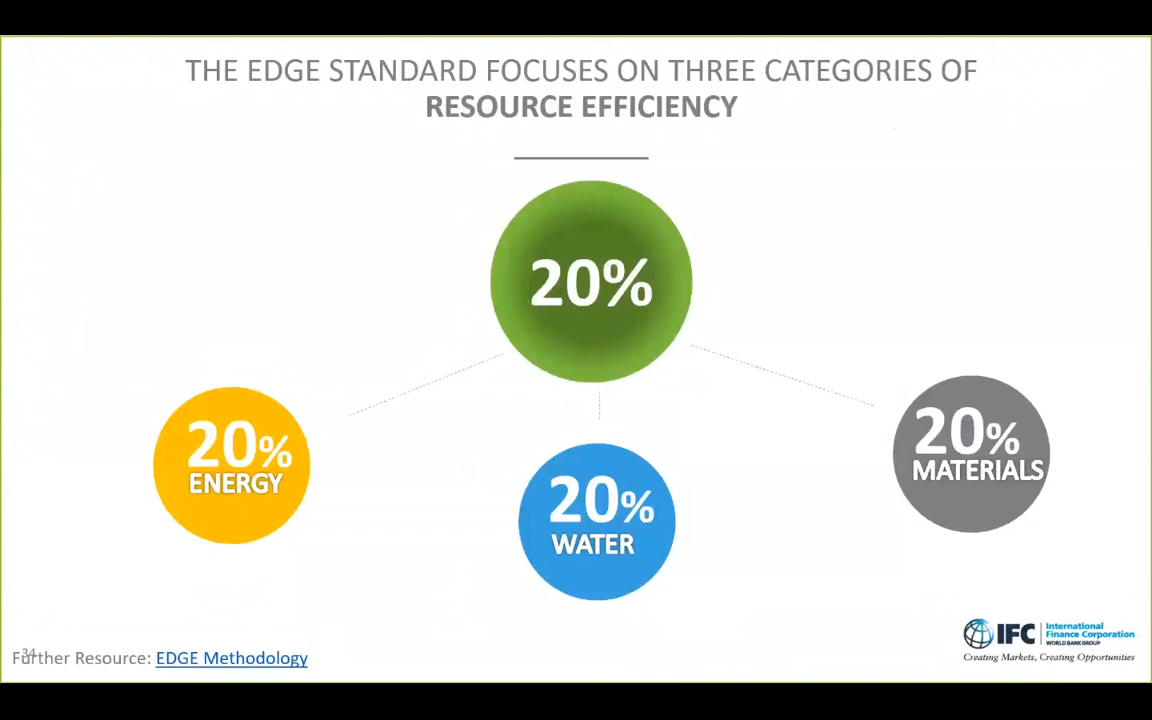 THE EDGE STANDARD FOCUSES ON THREE CATEGORIES OF
RESOURCE EFFICIENCY
20%
20%
ENERGY
20%
WATER
20%
MATERIALS
34
Further Resource: EDGE Methodology
IFC
International
Finance Corporation
WORLD BANK GROUP
Creating Markets, Creating Opportunities